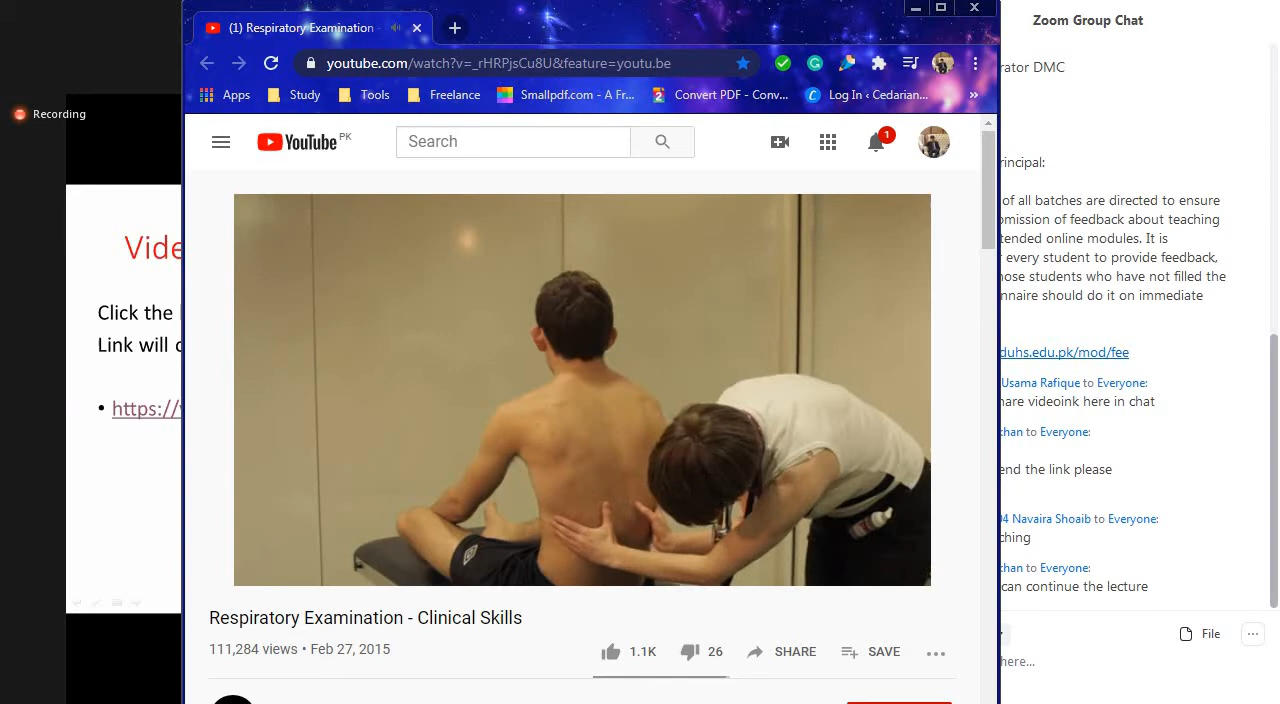 (1) Respiratory Examination -
youtube.com/watch?v=_rHRPjsCu8U&feature=youtu.be
Apps Study Tools Freelance Smallpdf.com - A Fr... Convert PDF - Conv... Log In ‹ Cedarian... »
Recording
YouTube PK
Search
1
Vide
Click the
Link will
https://
Respiratory Examination - Clinical Skills
111,284 views • Feb 27, 2015
1.1K 26 SHARE SAVE
Zoom Group Chat
rator DMC
rincipal:
of all batches are directed to ensure
omission of feedback about teaching
tended online modules. It is
every student to provide feedback,
hose students who have not filled the
nnaire should do it on immediate
duhs.edu.pk/mod/fee
Usama Rafique to Everyone:
hare videoink here in chat
khan to Everyone:
end the link please
04 Navaira Shoaib to Everyone:
ching
khan to Everyone:
can continue the lecture
File
here...